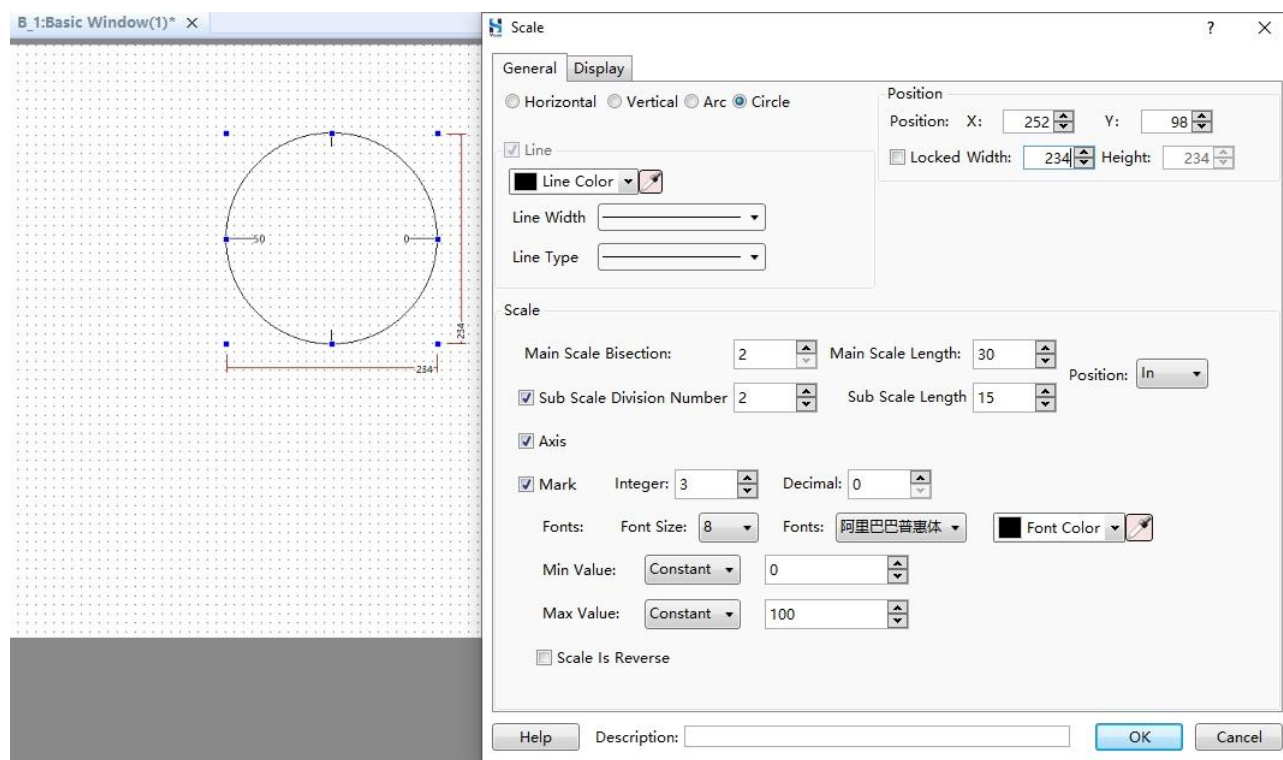 B_1:Basic Window(1)* X
50 0
234
234
Scale ? X
General Display
Horizontal Vertical Arc Circle
Position
Position: X: 252 Y: 98
Locked Width: 234 Height: 234
Line
Line Color
Line Width
Line Type
Scale
Main Scale Bisection: 2 Main Scale Length: 30
Position: In
Sub Scale Division Number 2 Sub Scale Length 15
Axis
Mark Integer: 3 Decimal: 0
Fonts: Font Size: 8 Fonts: 阿里巴巴普惠体 Font Color
Min Value: Constant 0
Max Value: Constant 100
Scale Is Reverse
Help Description: OK Cancel